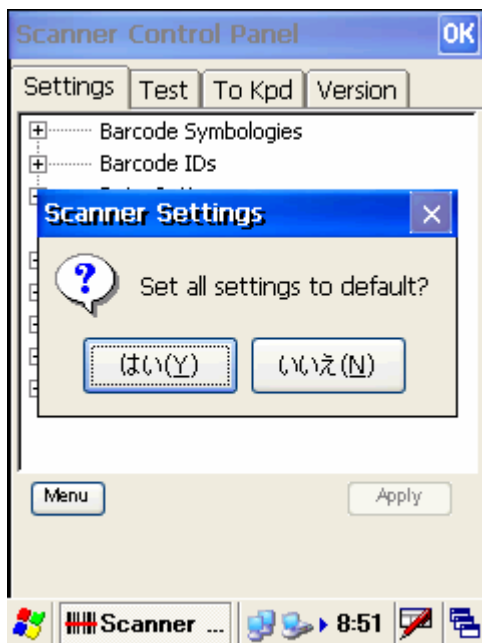 Scanner Control Panel OK
Settings Test To Kpd Version
Barcode Symbologies
Barcode IDs
Scanner Settings
Set all settings to default?
はい(Y) いいえ(N)
Menu Apply
Scanner ... 8:51